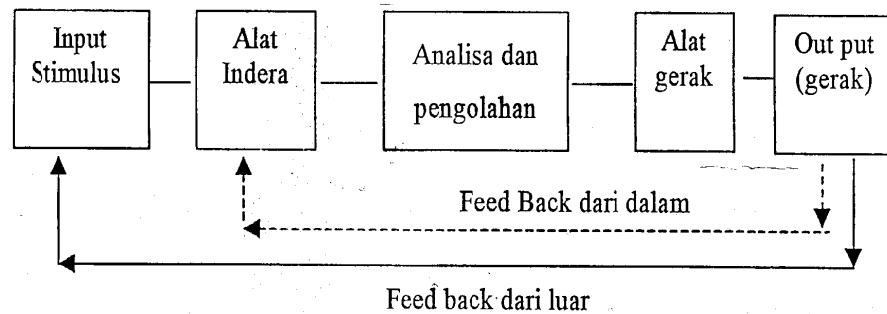 Input
Stimulus
Alat
Indera
Analisa dan
pengolahan
Alat
gerak
Out put
(gerak)
Feed Back dari dalam
Feed back dari luar